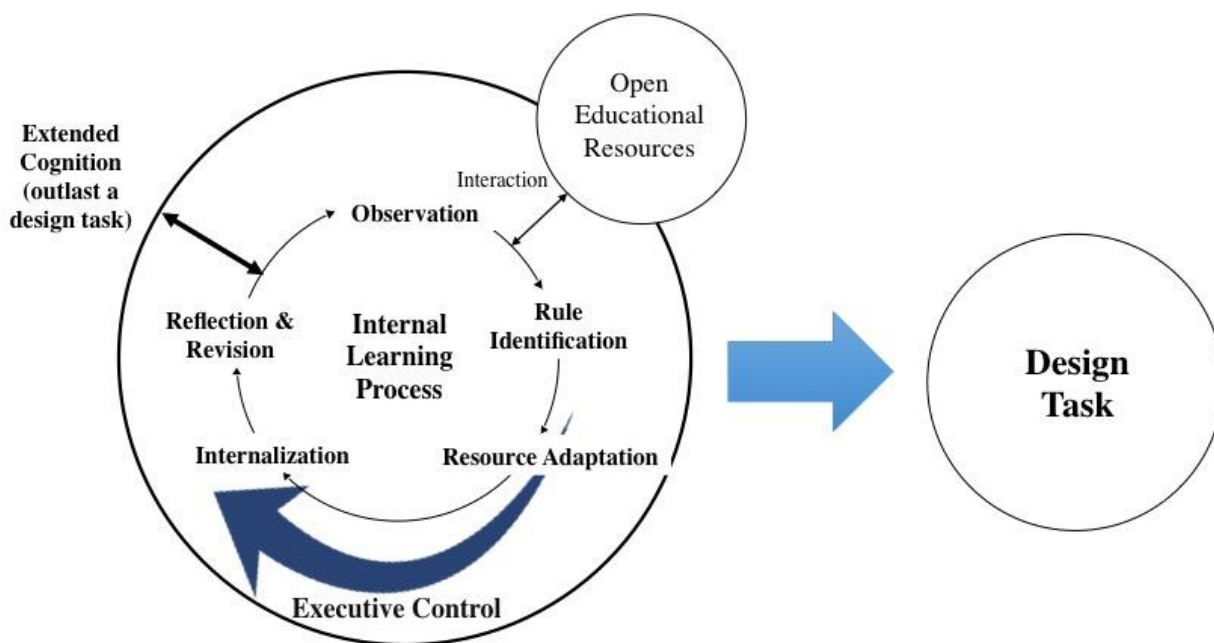 Open
Educational
Resources
Extended
Cognition
(outlast a
design task)
Interaction
Observation
Rule
Identification
Reflection &
Revision
Internal
Learning
Process
Internalization
Resource Adaptation
Executive Control
Design
Task